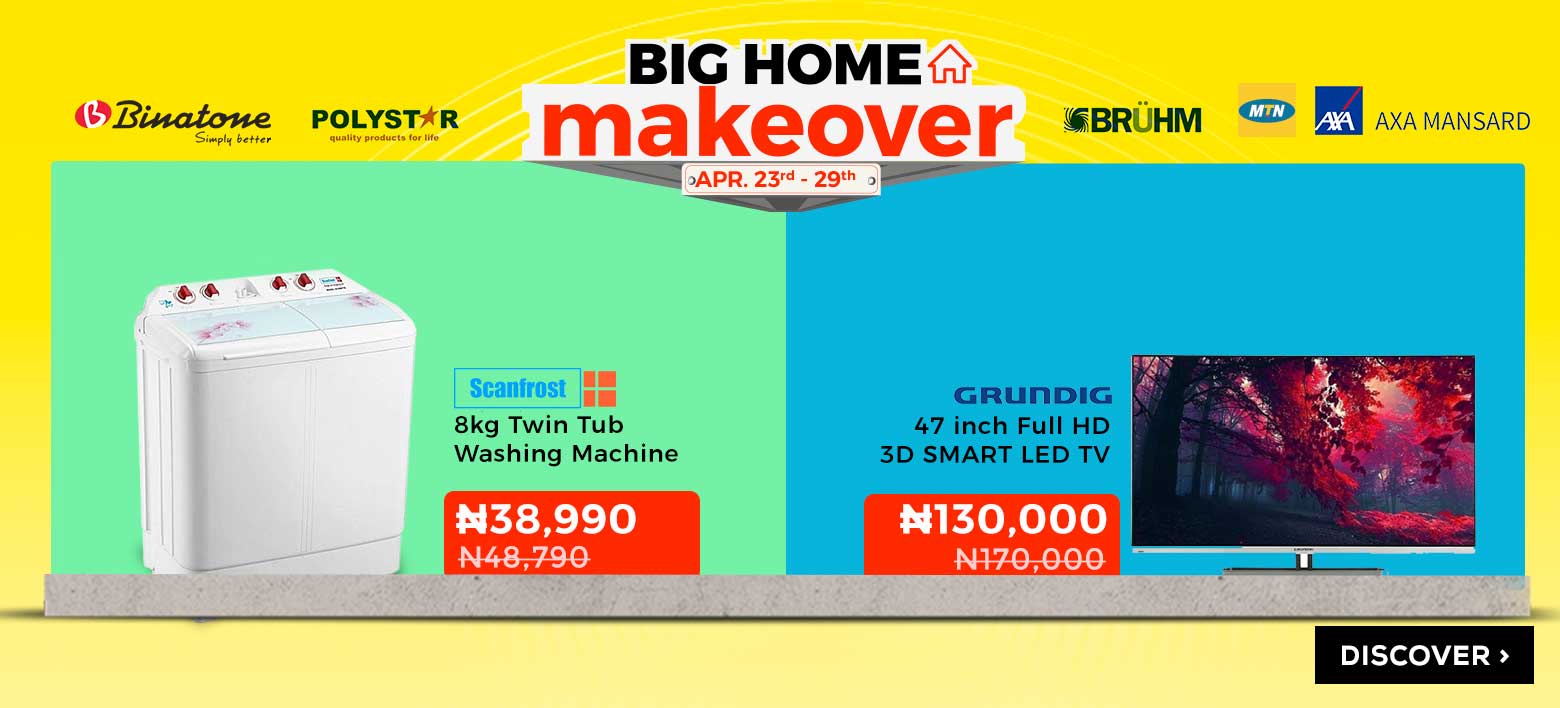 BIG HOME
makeover
APR. 23rd - 29th
Binatone
Simply better
POLYSTAR
quality products for life
BRÜHM
MTN
AXA
AXA MANSARD
Scanfrost
8kg Twin Tub
Washing Machine
₦38,990
N48,790
GRUNDIG
47 inch Full HD
3D SMART LED TV
₦130,000
N170,000
GRUNDIG
DISCOVER ›